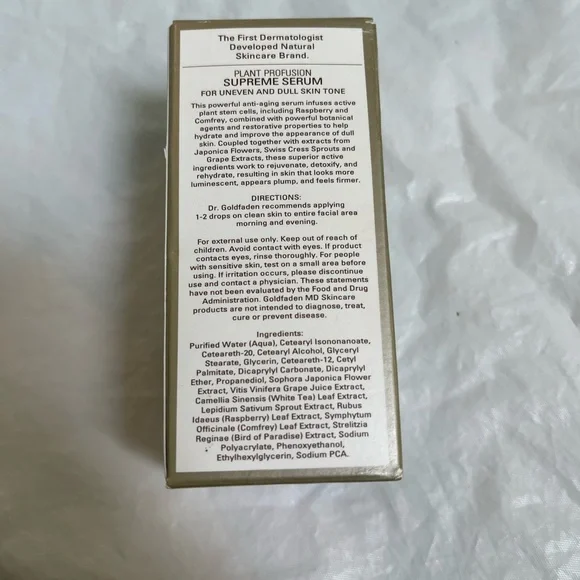 The First Dermatologist
Developed Natural
Skincare Brand.
PLANT PROFUSION
SUPREME SERUM
FOR UNEVEN AND DULL SKIN TONE
This powerful anti-aging serum infuses active
plant stem cells, including Raspberry and
Comfrey, combined with powerful botanical
agents and restorative properties to help
hydrate and improve the appearance of dull
skin. Coupled together with extracts from
Japonica Flowers, Swiss Cress Sprouts and
Grape Extracts, these superior active
ingredients work to rejuvenate, detoxify, and
rehydrate, resulting in skin that looks more
luminescent, appears plump, and feels firmer.
DIRECTIONS:
Dr. Goldfaden recommends applying
1-2 drops on clean skin to entire facial area
morning and evening.
For external use only. Keep out of reach of
children. Avoid contact with eyes. If product
contacts eyes, rinse thoroughly. For people
with sensitive skin, test on a small area before
using. If irritation occurs, please discontinue
use and contact a physician. These statements
have not been evaluated by the Food and Drug
Administration. Goldfaden MD Skincare
products are not intended to diagnose, treat,
cure or prevent disease.
Ingredients:
Purified Water (Aqua), Cetearyl Isononanoate,
Ceteareth-20, Cetearyl Alcohol, Glyceryl
Stearate, Glycerin, Ceteareth-12, Cetyl
Palmitate, Dicaprylyl Carbonate, Dicaprylyl
Ether, Propanediol, Sophora Japonica Flower
Extract, Vitis Vinifera Grape Juice Extract,
Camellia Sinensis (White Tea) Leaf Extract,
Lepidium Sativum Sprout Extract, Rubus
Idaeus (Raspberry) Leaf Extract, Symphytum
Officinale (Comfrey) Leaf Extract, Strelitzia
Reginae (Bird of Paradise) Extract, Sodium
Polyacrylate, Phenoxyethanol,
Ethylhexylglycerin, Sodium PCA.